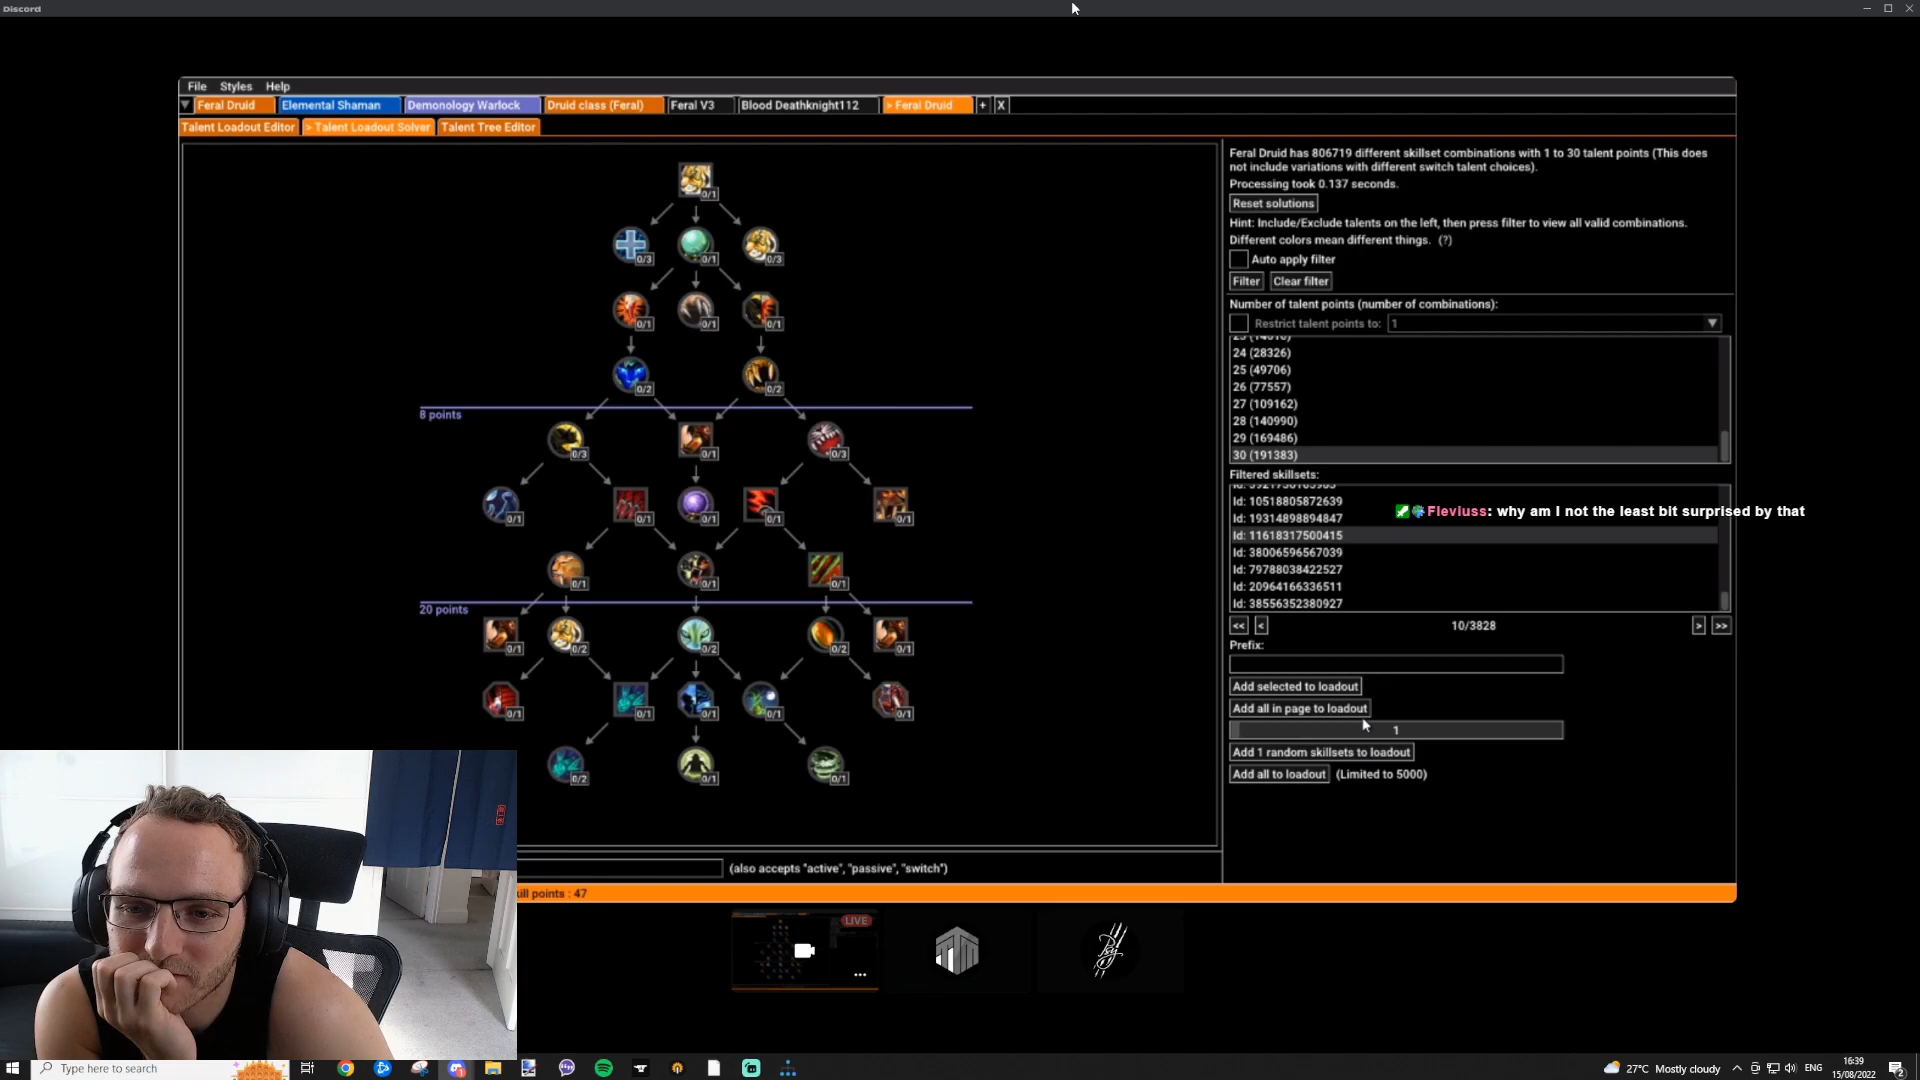 Discord
File Styles Help
Feral Druid Elemental Shaman Demonology Warlock Druid class (Feral) Feral V3 Blood Deathknight112 > Feral Druid + X
Talent Loadout Editor > Talent Loadout Solver Talent Tree Editor
Feral Druid has 806719 different skillset combinations with 1 to 30 talent points (This does
not include variations with different switch talent choices).
Processing took 0.137 seconds.
Reset solutions
Hint: Include/Exclude talents on the left, then press filter to view all valid combinations.
Different colors mean different things. (?)
Auto apply filter
Filter Clear filter
Number of talent points (number of combinations):
Restrict talent points to: 1
24 (28326)
25 (49706)
26 (77557)
27 (109162)
28 (140990)
29 (169486)
30 (191383)
Filtered skillsets:
Id: 10518805872639
Id: 19314898894847
Id: 11618317500415
Id: 38006596567039
Id: 79788038422527
Id: 20964166336511
Id: 38556352380927
Fleviuss: why am I not the least bit surprised by that
<< < 10/3828 > >>
Prefix:
Add selected to loadout
Add all in page to loadout
1
Add 1 random skillsets to loadout
Add all to loadout (Limited to 5000)
0/1
0/3 0/1 0/3
0/1 0/1 0/1
0/2 0/2
8 points
0/3 0/1 0/3
0/1 0/1 0/1 0/1 0/1
0/1 0/1 0/1
20 points
0/1 0/2 0/2 0/2 0/1
0/1 0/1 0/1 0/1 0/1
0/2 0/1 0/1
(also accepts "active", "passive", "switch")
kill points : 47
LIVE
Type here to search
27°C Mostly cloudy
ENG
16:39
15/08/2022
2